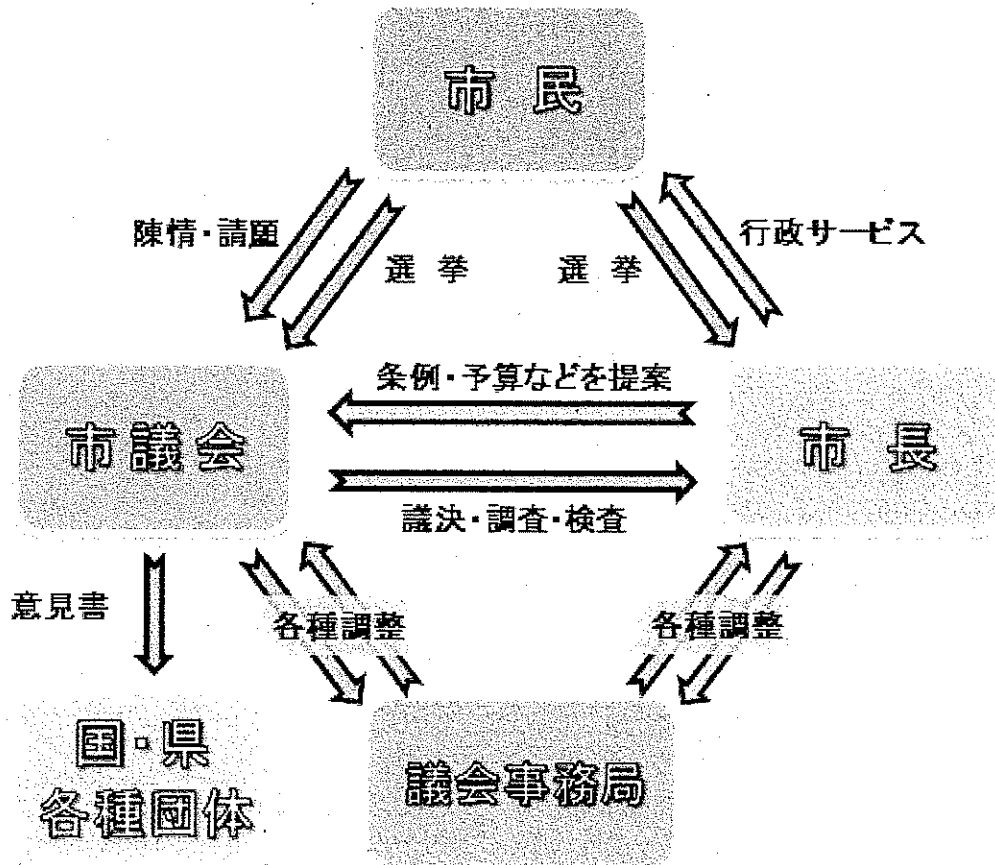 市民
陳情・請願
選挙
選挙
行政サービス
条例・予算などを提案
市議会
市長
議決・調査・検査
意見書
各種調整
各種調整
国・県
各種団体
議会事務局